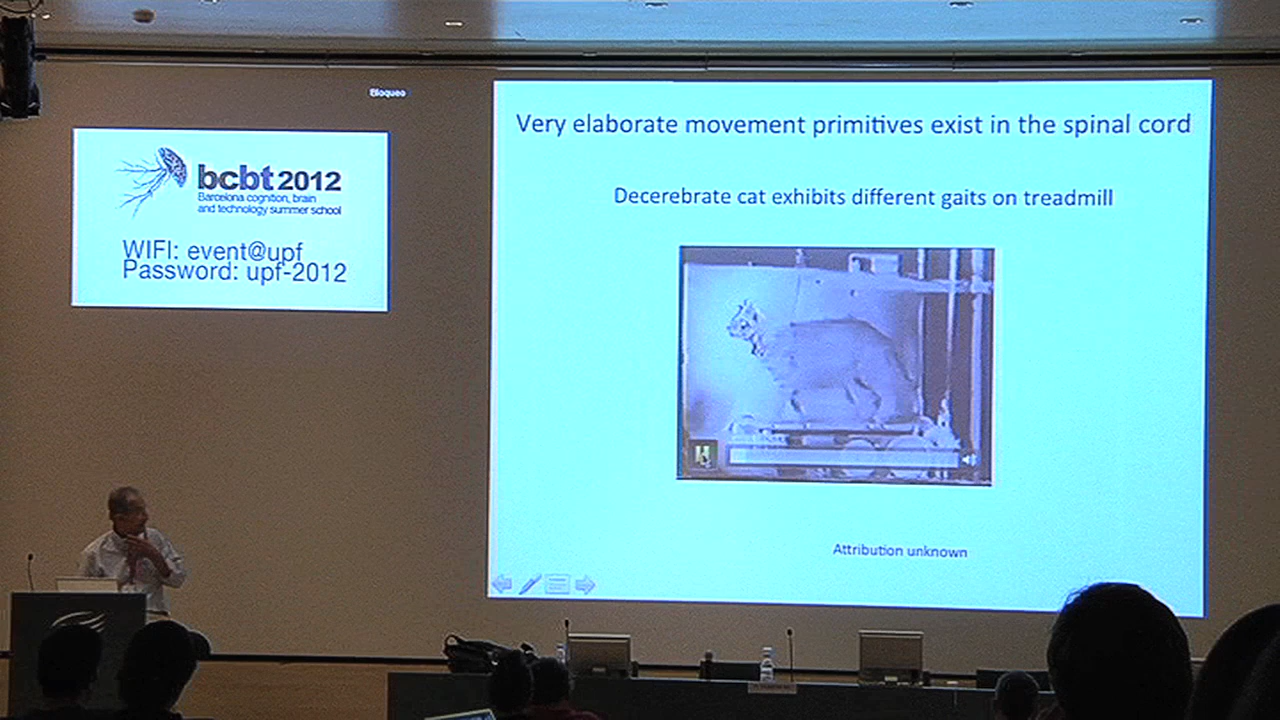 Bloqueo
bcbt 2012
Barcelona cognition, brain
and technology summer school
WIFI: event@upf
Password: upf-2012
Very elaborate movement primitives exist in the spinal cord
Decerebrate cat exhibits different gaits on treadmill
Attribution unknown